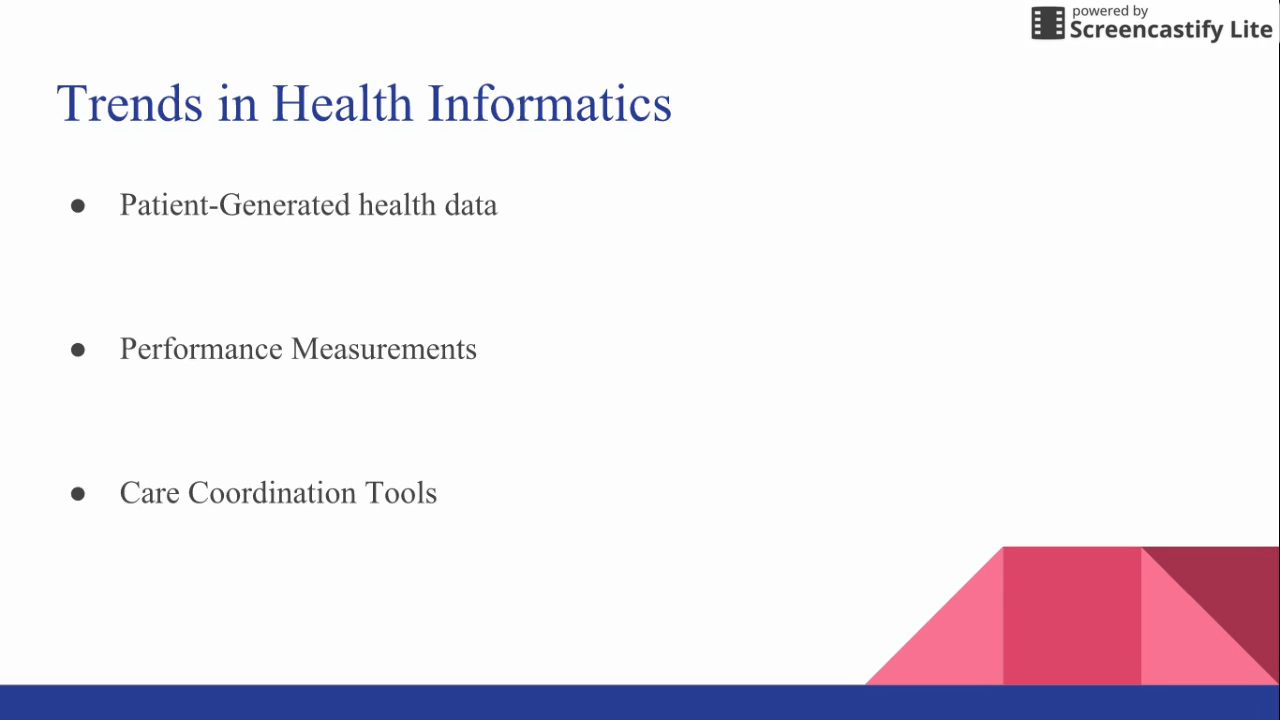 powered by
Screencastify Lite
Trends in Health Informatics
● Patient-Generated health data
● Performance Measurements
● Care Coordination Tools